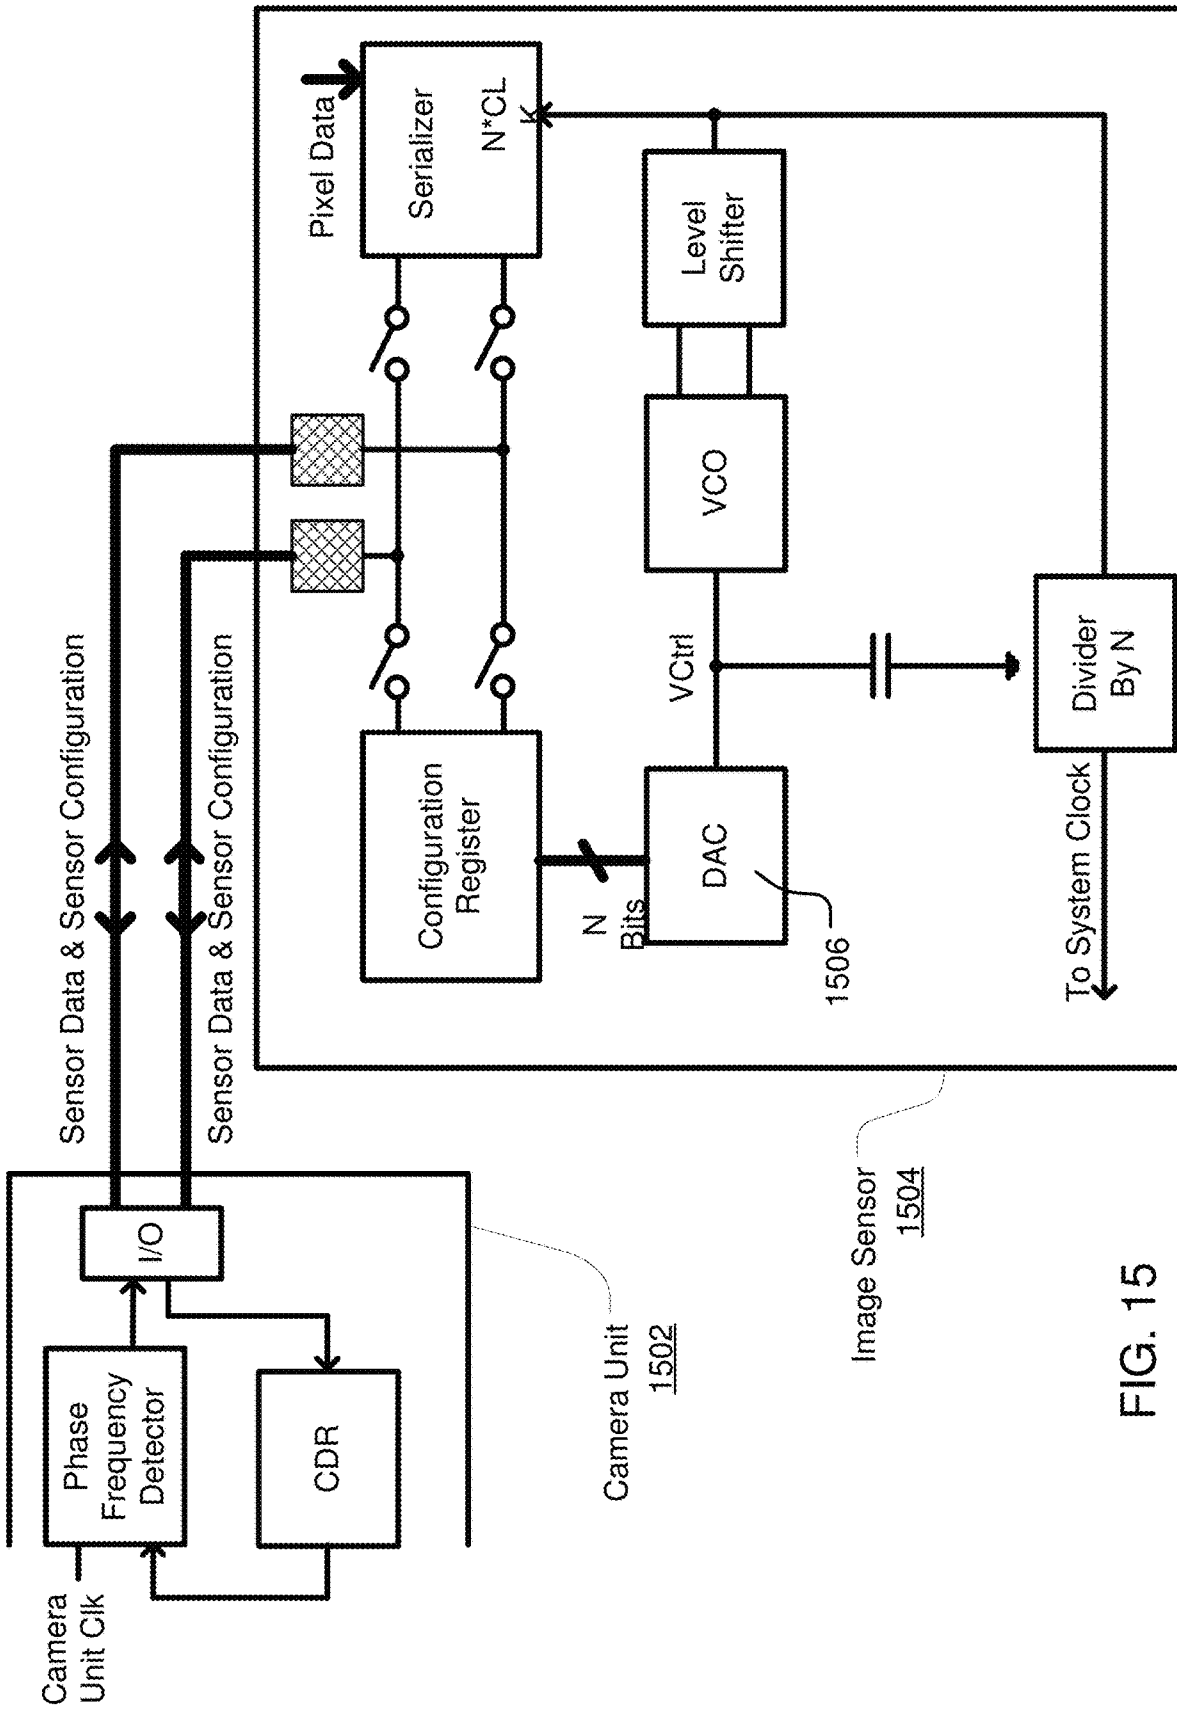 Camera
Unit Clk
Phase
Frequency
Detector
I/O
CDR
Camera Unit
1502
Sensor Data & Sensor Configuration
Sensor Data & Sensor Configuration
Pixel Data
Serializer
N*CL
K
Configuration
Register
N
Bits
DAC
1506
VCtrl
VCO
Level
Shifter
Divider
By N
To System Clock
Image Sensor
1504
FIG. 15